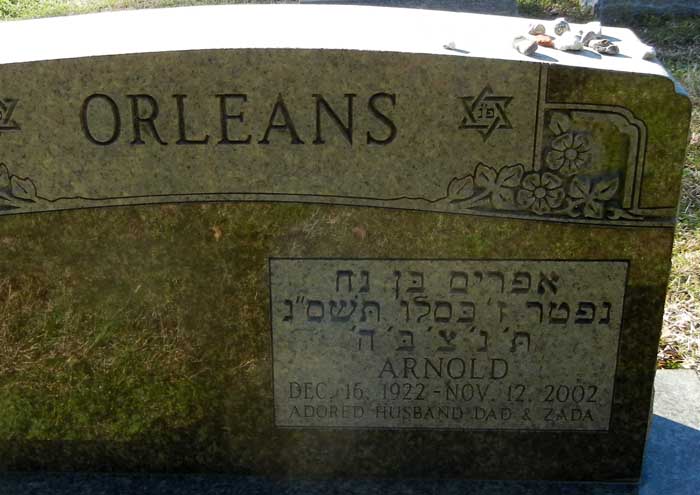 ORLEANS
פ"נ
אפרים בן נח
נפטר ז' כסלו תשס"ג
ת' נ' צ' ב' ה'
ARNOLD
DEC. 16, 1922 - NOV. 12, 2002
ADORED HUSBAND DAD & ZADA